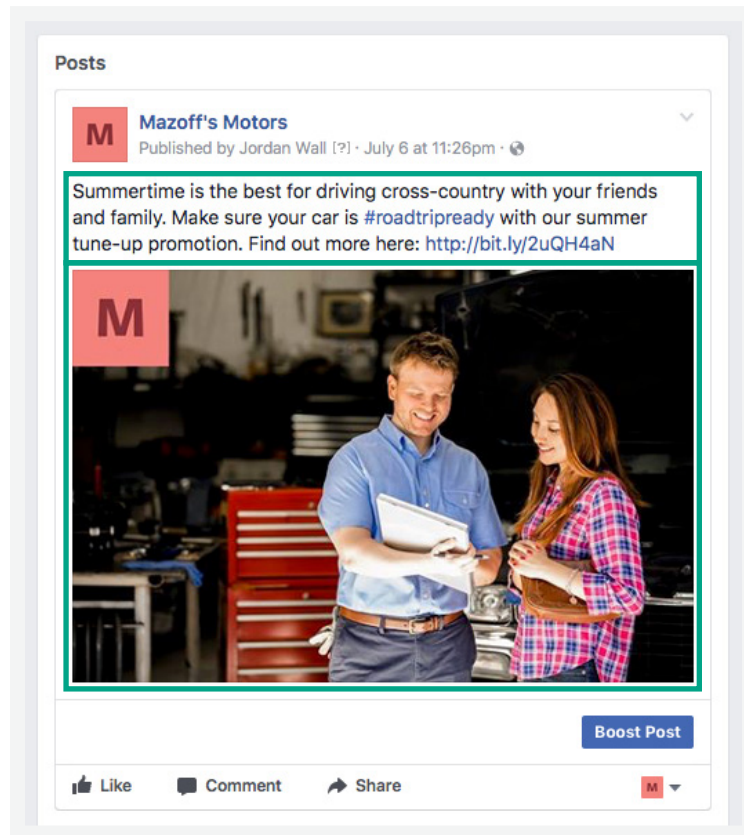 Posts
M
Mazoff's Motors
Published by Jordan Wall [?] · July 6 at 11:26pm ·
Summertime is the best for driving cross-country with your friends
and family. Make sure your car is #roadtripready with our summer
tune-up promotion. Find out more here: http://bit.ly/2uQH4aN
M
Boost Post
Like Comment Share M